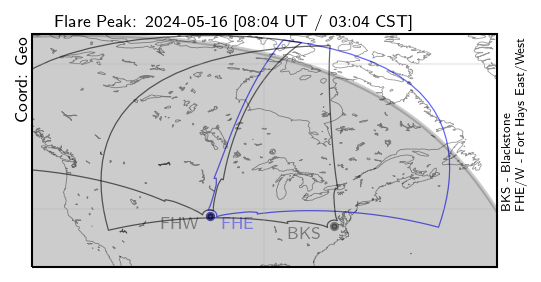 Flare Peak: 2024-05-16 [08:04 UT / 03:04 CST]
Coord: Geo
FHW
FHE
BKS
BKS - Blackstone
FHE/W - Fort Hays East/West